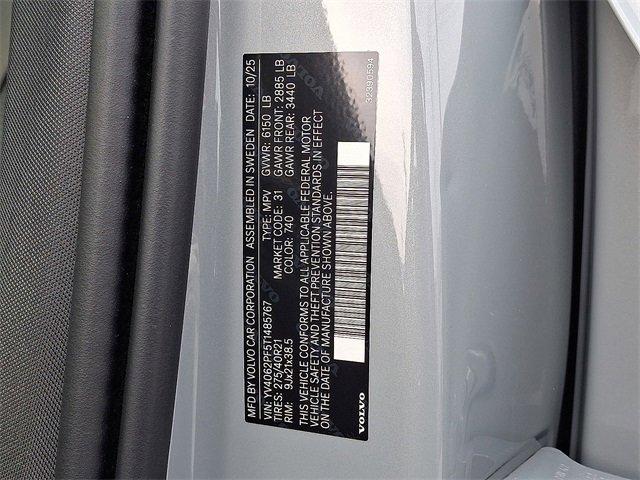 MFD BY VOLVO CAR CORPORATION ASSEMBLED IN SWEDEN DATE: 10/25
VIN: YV4062PF5T1485767 TYPE: MPV GVWR: 6150 LB
TIRES: 275/40R21 MARKET CODE: 31 GAWR FRONT: 2885 LB
RIM: 9Jx21x38.5 COLOR: 740 GAWR REAR: 3440 LB
THIS VEHICLE CONFORMS TO ALL APPLICABLE FEDERAL MOTOR
VEHICLE SAFETY AND THEFT PREVENTION STANDARDS IN EFFECT
ON THE DATE OF MANUFACTURE SHOWN ABOVE.
VOLVO
32390594